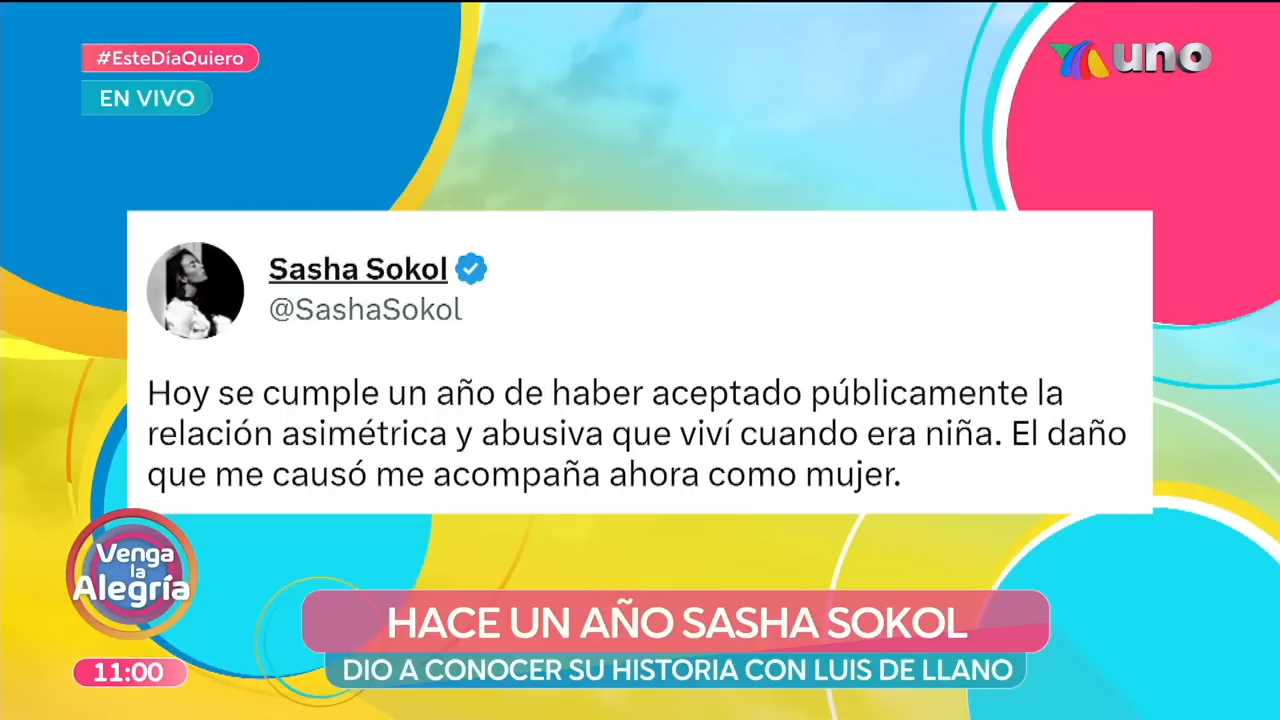 #EsteDíaQuiero
EN VIVO
uno
Sasha Sokol
@SashaSokol
Hoy se cumple un año de haber aceptado públicamente la
relación asimétrica y abusiva que viví cuando era niña. El daño
que me causó me acompaña ahora como mujer.
Venga
la
Alegría
HACE UN AÑO SASHA SOKOL
DIO A CONOCER SU HISTORIA CON LUIS DE LLANO
11:00